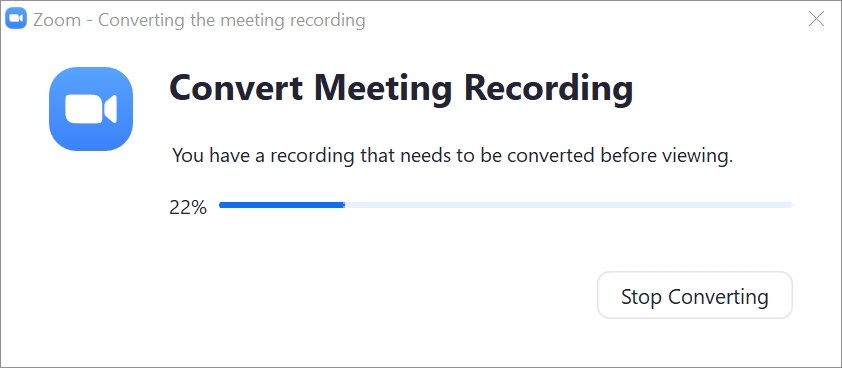 Zoom - Converting the meeting recording
Convert Meeting Recording
You have a recording that needs to be converted before viewing.
22%
Stop Converting